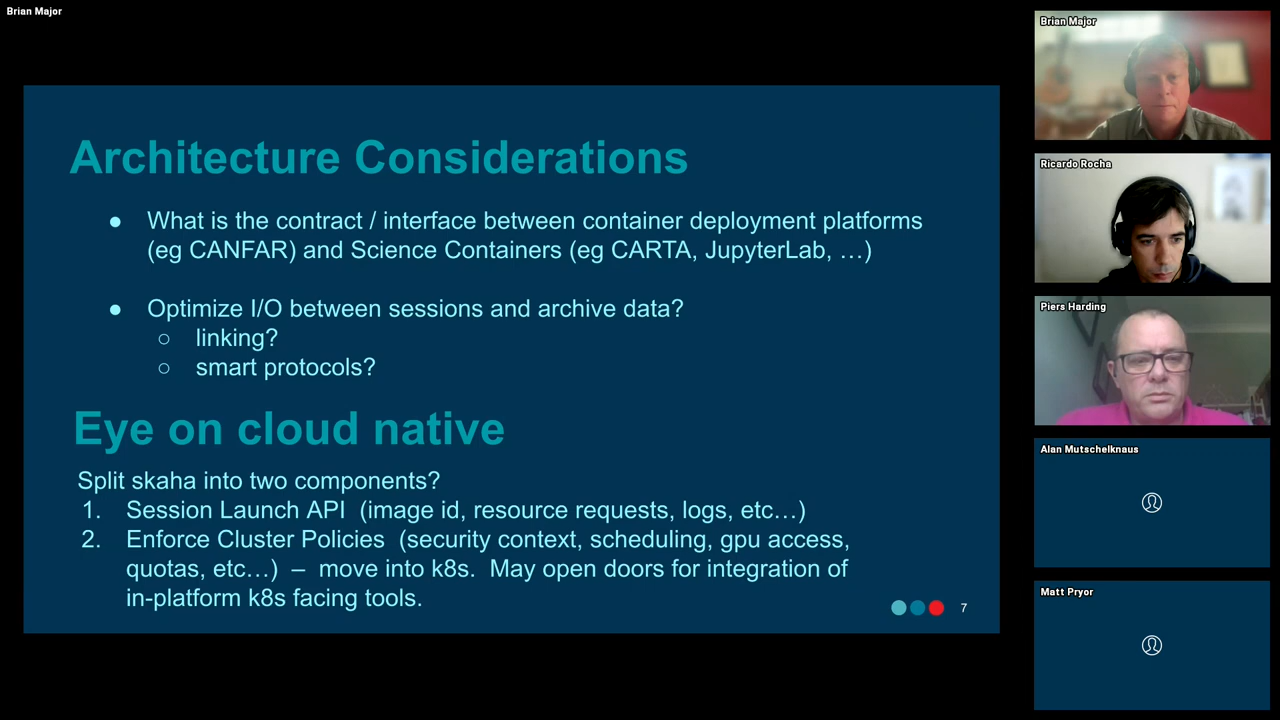 Brian Major
Architecture Considerations
● What is the contract / interface between container deployment platforms
(eg CANFAR) and Science Containers (eg CARTA, JupyterLab, …)
● Optimize I/O between sessions and archive data?
○ linking?
○ smart protocols?
Eye on cloud native
Split skaha into two components?
1. Session Launch API (image id, resource requests, logs, etc…)
2. Enforce Cluster Policies (security context, scheduling, gpu access,
quotas, etc…) – move into k8s. May open doors for integration of
in-platform k8s facing tools.
7
Brian Major
Ricardo Rocha
Piers Harding
Alan Mutschelknaus
Matt Pryor